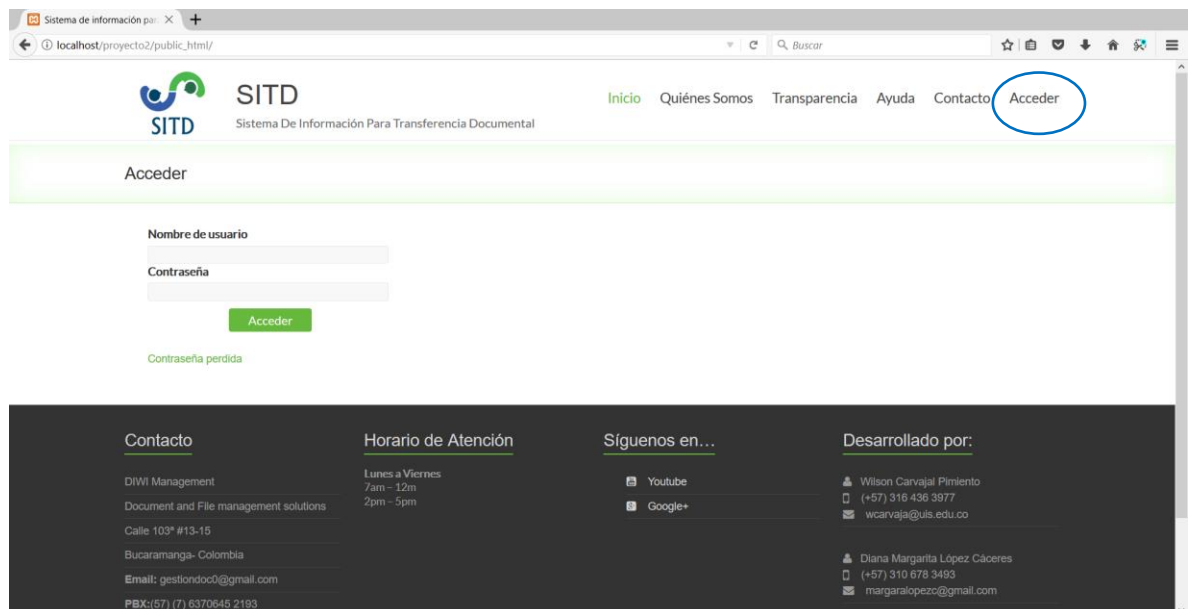 Sistema de información par
localhost/proyecto2/public_html/
Buscar
SITD
SITD
Sistema De Información Para Transferencia Documental
Inicio Quiénes Somos Transparencia Ayuda Contacto Acceder
Acceder
Nombre de usuario
Contraseña
Acceder
Contraseña perdida
Contacto
DIWI Management
Document and File management solutions
Calle 103ª #13-15
Bucaramanga- Colombia
Email: gestiondoc0@gmail.com
PBX:(57) (7) 6370645 2193
Horario de Atención
Lunes a Viernes
7am – 12m
2pm – 5pm
Síguenos en…
Youtube
Google+
Desarrollado por:
Wilson Carvajal Pimiento
(+57) 316 436 3977
wcarvaja@uis.edu.co
Diana Margarita López Cáceres
(+57) 310 678 3493
margaralopezc@gmail.com